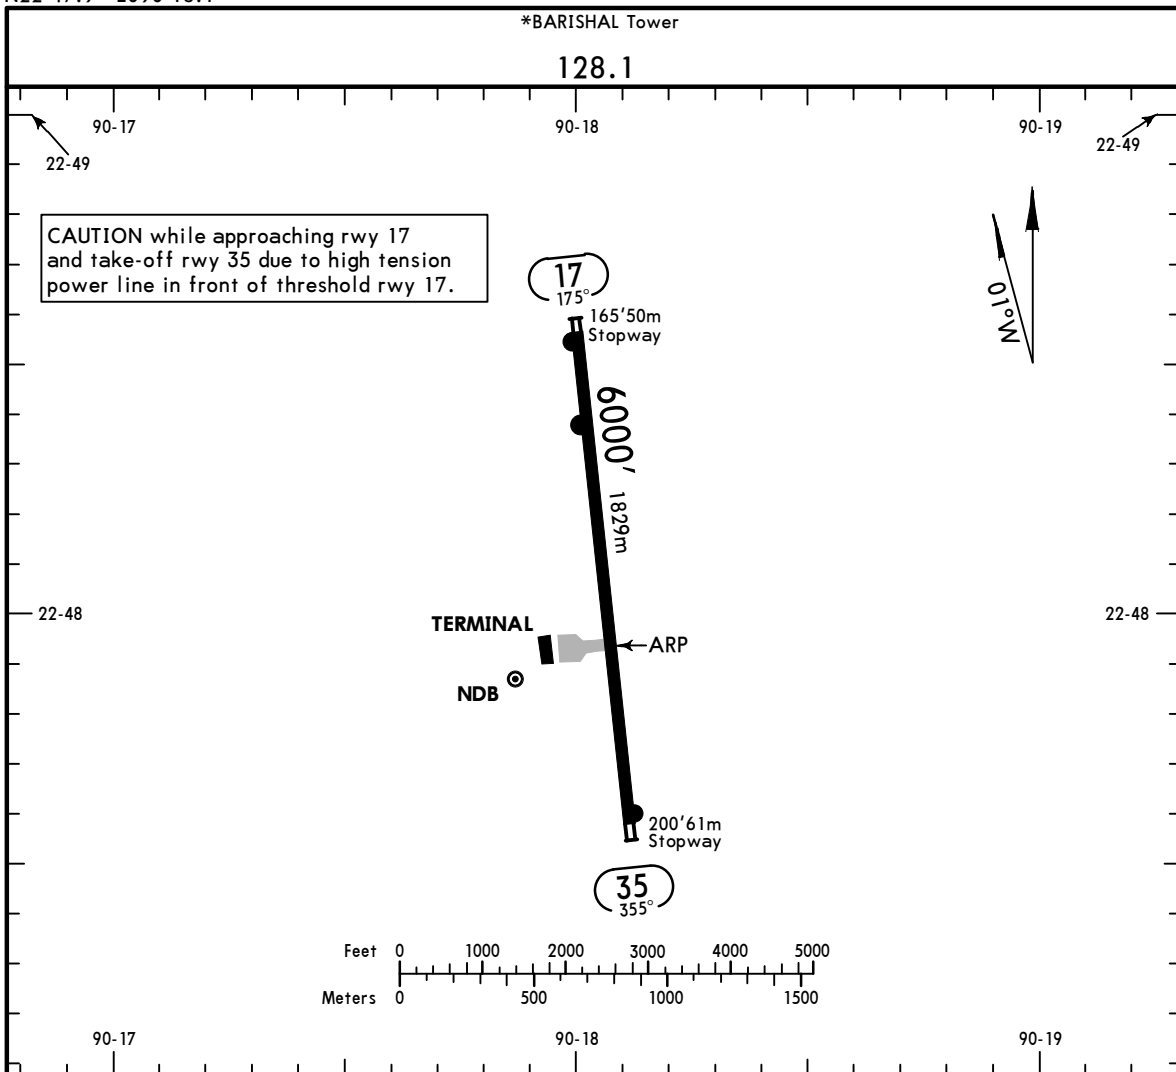 *BARISHAL Tower
128.1
90-17
90-18
90-19
22-49
22-49
CAUTION while approaching rwy 17
and take-off rwy 35 due to high tension
power line in front of threshold rwy 17.
01°W
17
175°
165'50m
Stopway
6000'
1829m
22-48
22-48
TERMINAL
ARP
NDB
200'61m
Stopway
35
355°
Feet 0 1000 2000 3000 4000 5000
Meters 0 500 1000 1500
90-17
90-18
90-19